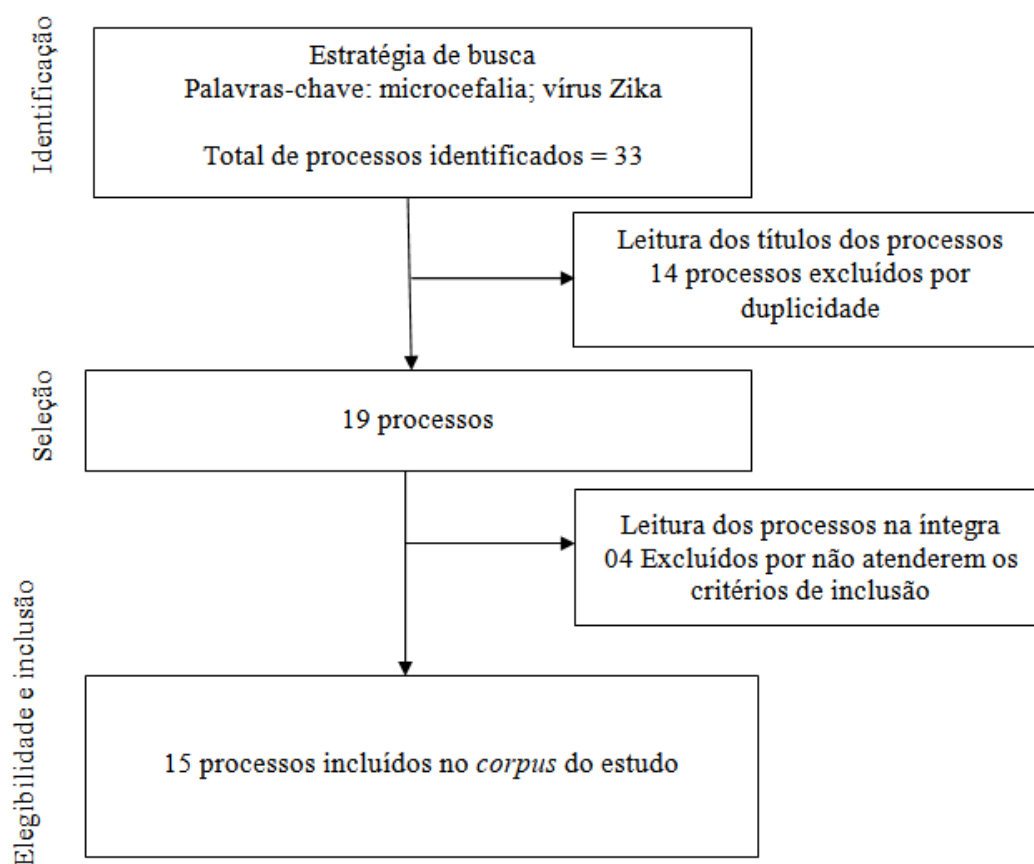 Identificação
Estratégia de busca
Palavras-chave: microcefalia; vírus Zika
Total de processos identificados = 33
Leitura dos títulos dos processos
14 processos excluídos por
duplicidade
Seleção
19 processos
Leitura dos processos na íntegra
04 Excluídos por não atenderem os
critérios de inclusão
Elegibilidade e inclusão
15 processos incluídos no corpus do estudo